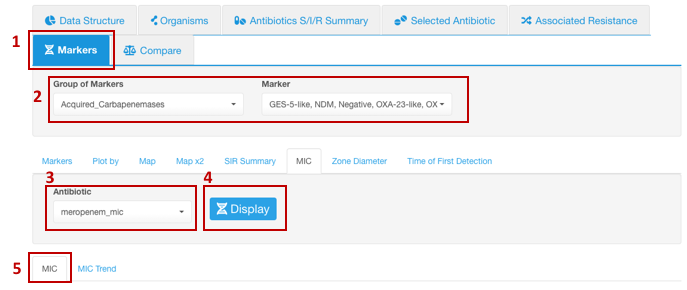 Data Structure Organisms Antibiotics S/I/R Summary Selected Antibiotic Associated Resistance
1 Markers Compare
Group of Markers Marker
2 Acquired_Carbapenemases GES-5-like, NDM, Negative, OXA-23-like, OX
Markers Plot by Map Map x2 SIR Summary MIC Zone Diameter Time of First Detection
3 4
Antibiotic
meropenem_mic Display
5 MIC MIC Trend